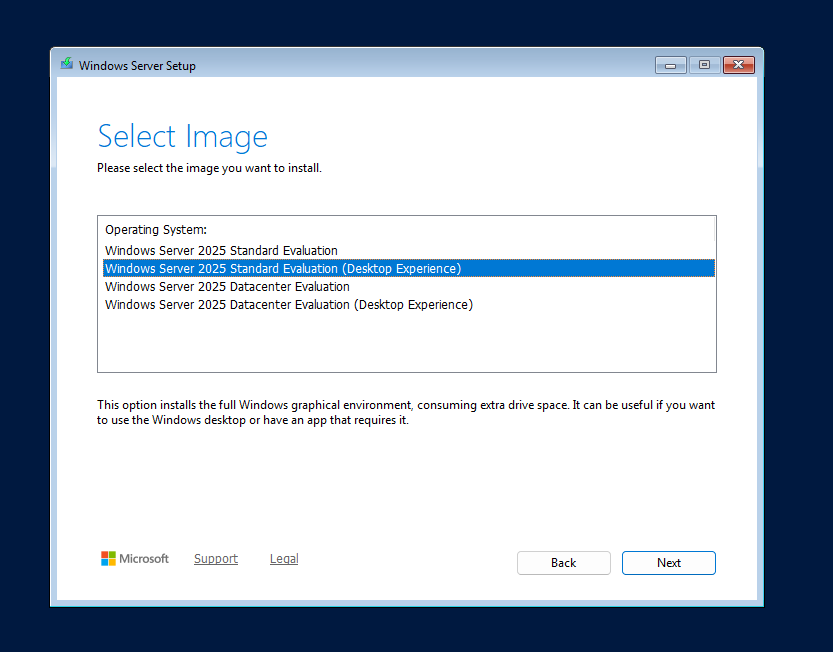 Windows Server Setup
Select Image
Please select the image you want to install.
Operating System:
Windows Server 2025 Standard Evaluation
Windows Server 2025 Standard Evaluation (Desktop Experience)
Windows Server 2025 Datacenter Evaluation
Windows Server 2025 Datacenter Evaluation (Desktop Experience)
This option installs the full Windows graphical environment, consuming extra drive space. It can be useful if you want
to use the Windows desktop or have an app that requires it.
Microsoft Support Legal Back Next